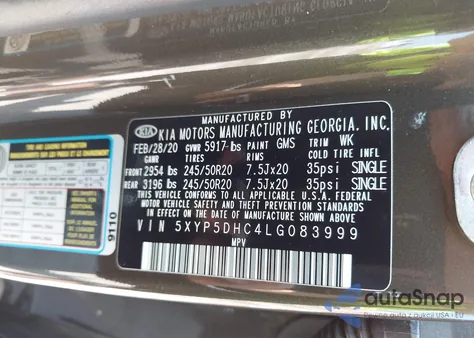 MANUFACTURED BY
KIA KIA MOTORS MANUFACTURING GEORGIA, INC.
FEB/28/20 GVWR 5917-lbs PAINT GMS TRIM WK
GAWR TIRES RIMS COLD TIRE INFL
FRONT 2954 lbs 245/50R20 7.5Jx20 35psi SINGLE
REAR 3196 lbs 245/50R20 7.5Jx20 35psi SINGLE
THIS VEHICLE CONFORMS TO ALL APPLICABLE U.S.A. FEDERAL
MOTOR VEHICLE SAFETY AND THEFT PREVENTION STANDARDS
IN EFFECT ON THE DATE OF MANUFACTURE SHOWN ABOVE.
VIN 5XYP5DHC4LG083999
MPV
9110
autoSnap